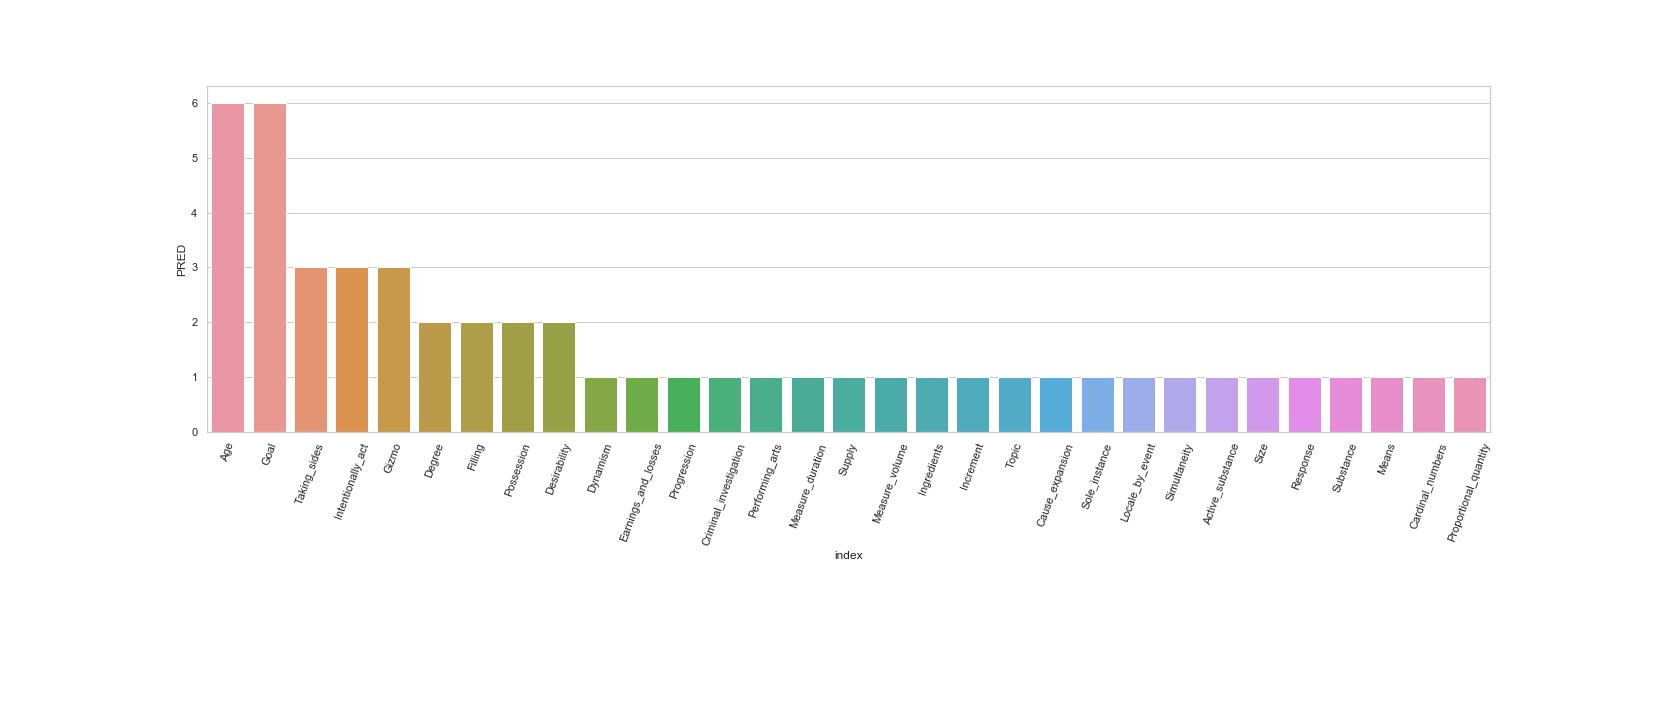 6
5
4
3
2
1
0
PRED
Age
Goal
Taking_sides
Intentionally_act
Gizmo
Degree
Filling
Possession
Desirability
Dynamism
Earnings_and_losses
Progression
Criminal_investigation
Performing_arts
Measure_duration
Supply
Measure_volume
Ingredients
Increment
Topic
Cause_expansion
Sole_instance
Locale_by_event
Simultaneity
Active_substance
Size
Response
Substance
Means
Cardinal_numbers
Proportional_quantity
index